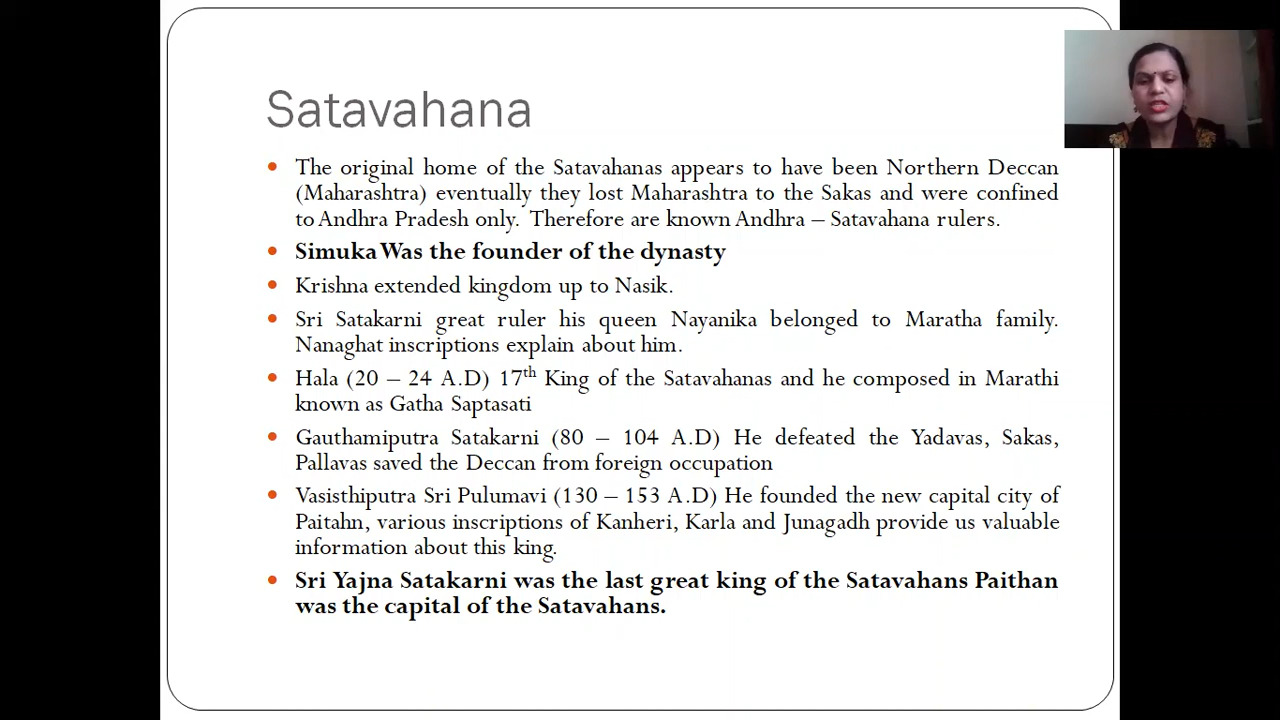 Satavahana
• The original home of the Satavahanas appears to have been Northern Deccan
(Maharashtra) eventually they lost Maharashtra to the Sakas and were confined
to Andhra Pradesh only. Therefore are known Andhra – Satavahana rulers.
• Simuka Was the founder of the dynasty
• Krishna extended kingdom up to Nasik.
• Sri Satakarni great ruler his queen Nayanika belonged to Maratha family.
Nanaghat inscriptions explain about him.
• Hala (20 – 24 A.D) 17th King of the Satavahanas and he composed in Marathi
known as Gatha Saptasati
• Gauthamiputra Satakarni (80 – 104 A.D) He defeated the Yadavas, Sakas,
Pallavas saved the Deccan from foreign occupation
• Vasisthiputra Sri Pulumavi (130 – 153 A.D) He founded the new capital city of
Paitahn, various inscriptions of Kanheri, Karla and Junagadh provide us valuable
information about this king.
• Sri Yajna Satakarni was the last great king of the Satavahans Paithan
was the capital of the Satavahans.